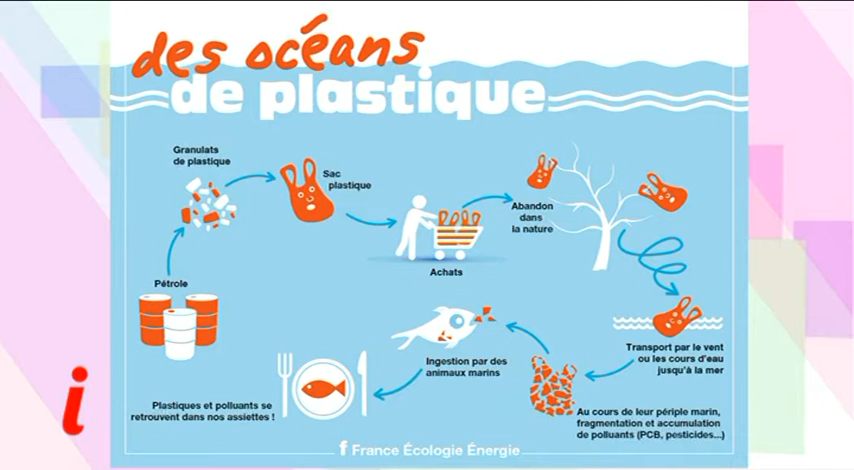 des océans
de plastique
Granulats
de plastique
Sac
plastique
Abandon
dans
la nature
Achats
Pétrole
Transport par le vent
ou les cours d'eau
jusqu'à la mer
Ingestion par des
animaux marins
Au cours de leur périple marin,
fragmentation et accumulation
de polluants (PCB, pesticides...)
Plastiques et polluants se
retrouvent dans nos assiettes !
i
f France Écologie Énergie